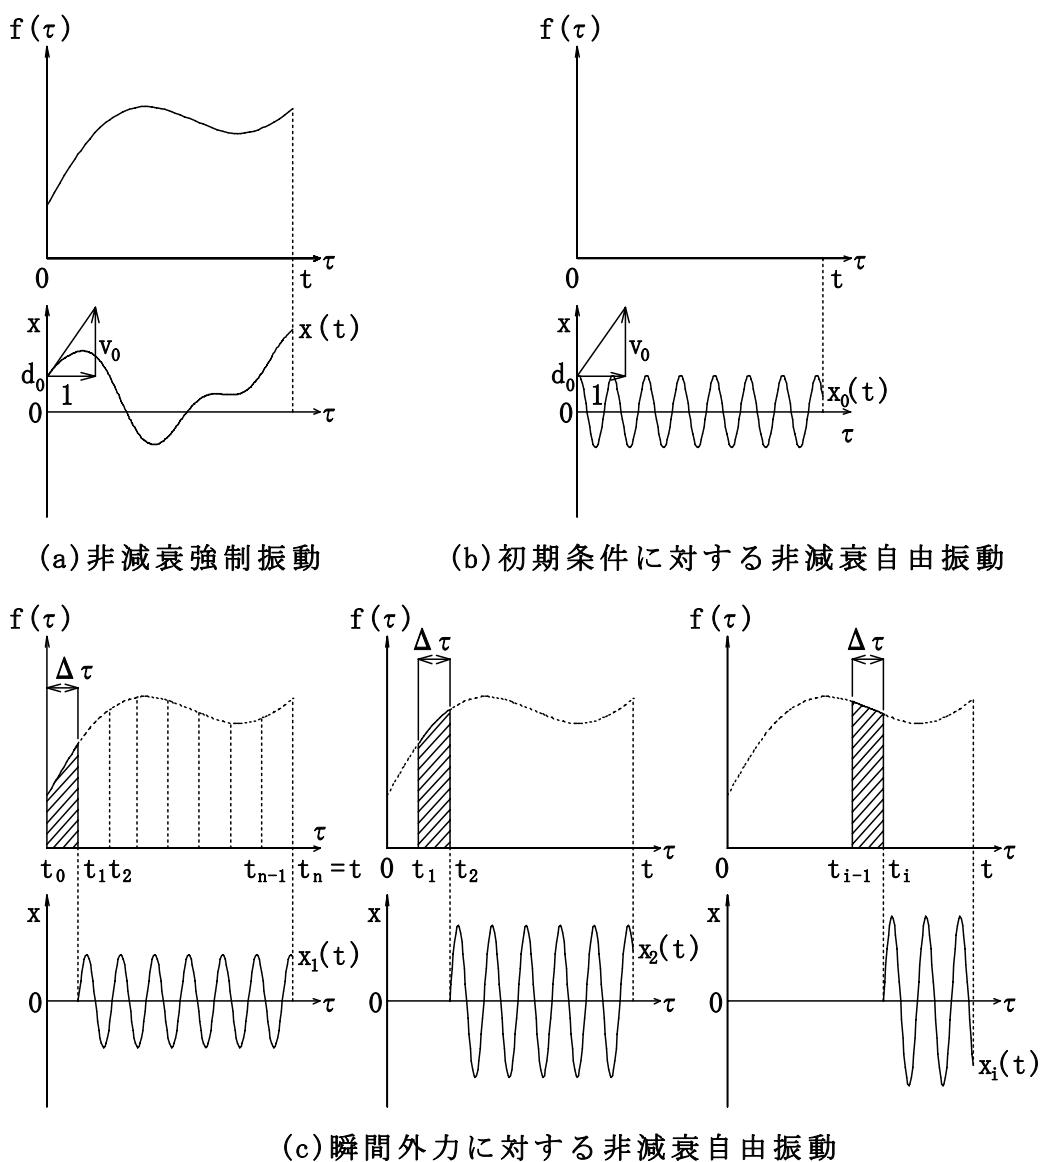 f(τ)
f(τ)
0
t
τ
0
t
τ
x
v₀
x(t)
d₀
1
0
τ
x
v₀
d₀
1
x₀(t)
0
τ
(a)非減衰強制振動
(b)初期条件に対する非減衰自由振動
f(τ)
f(τ)
f(τ)
Δτ
Δτ
Δτ
τ
t₀ t₁t₂ tₙ₋₁ tₙ=t
0 t₁ t₂ t τ
0 tᵢ₋₁ tᵢ t τ
x
x₁(t)
0
τ
x
x₂(t)
0
τ
x
0
τ
xᵢ(t)
(c)瞬間外力に対する非減衰自由振動